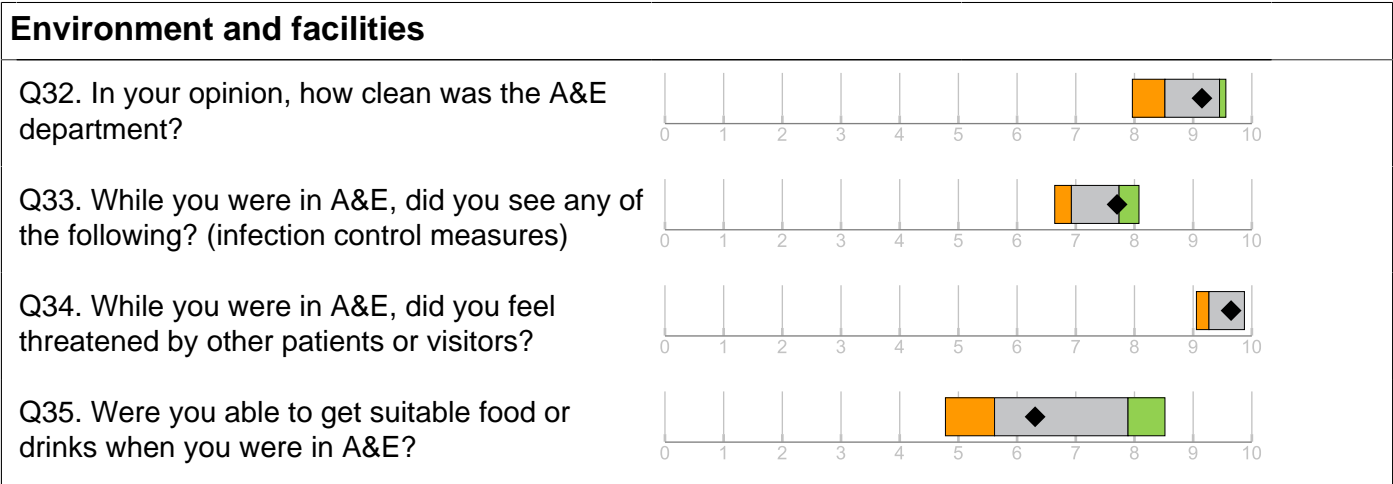 Environment and facilities
Q32. In your opinion, how clean was the A&E
department?
0 1 2 3 4 5 6 7 8 9 10
Q33. While you were in A&E, did you see any of
the following? (infection control measures)
0 1 2 3 4 5 6 7 8 9 10
Q34. While you were in A&E, did you feel
threatened by other patients or visitors?
0 1 2 3 4 5 6 7 8 9 10
Q35. Were you able to get suitable food or
drinks when you were in A&E?
0 1 2 3 4 5 6 7 8 9 10